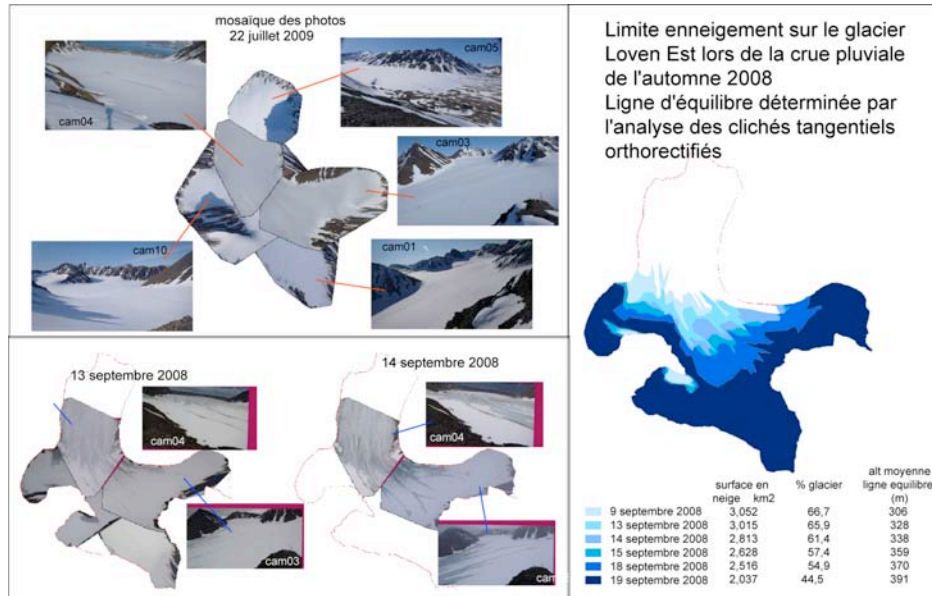 mosaïque des photos
22 juillet 2009
cam04
cam05
cam03
cam10
cam01
13 septembre 2008
cam04
cam03
14 septembre 2008
cam04
Limite enneigement sur le glacier
Loven Est lors de la crue pluviale
de l'automne 2008
Ligne d'équilibre déterminée par
l'analyse des clichés tangentiels
orthorectifiés
surface en neige km2 % glacier alt moyenne ligne equilibre (m)
9 septembre 2008 3,052 66,7 306
13 septembre 2008 3,015 65,9 328
14 septembre 2008 2,813 61,4 338
15 septembre 2008 2,628 57,4 359
18 septembre 2008 2,516 54,9 370
19 septembre 2008 2,037 44,5 391